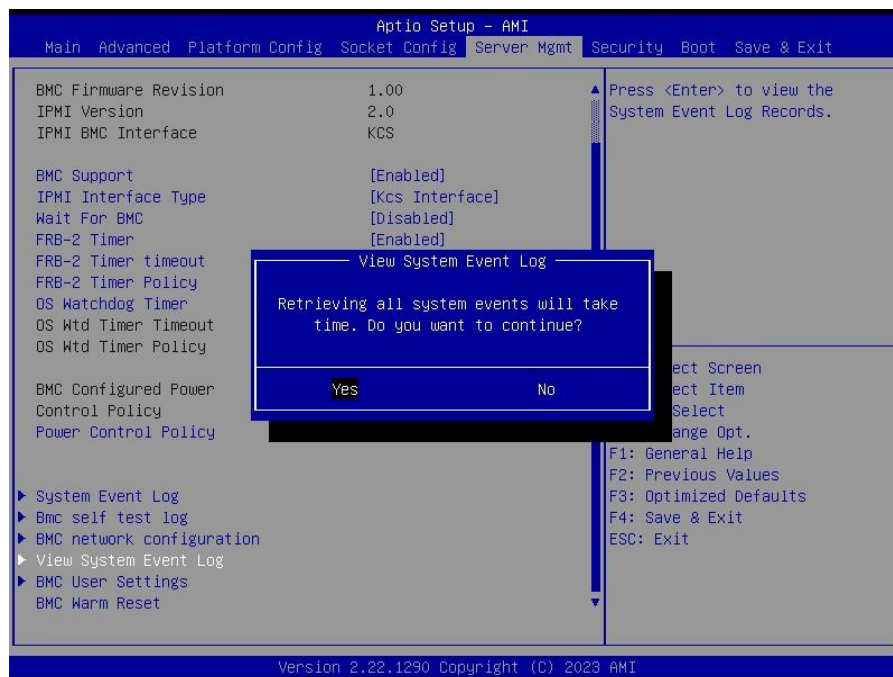 Aptio Setup - AMI
Main Advanced Platform Config Socket Config Server Mgmt Security Boot Save & Exit
BMC Firmware Revision 1.00
IPMI Version 2.0
IPMI BMC Interface KCS
BMC Support [Enabled]
IPMI Interface Type [Kcs Interface]
Wait For BMC [Disabled]
FRB-2 Timer [Enabled]
FRB-2 Timer timeout
FRB-2 Timer Policy
OS Watchdog Timer
OS Wtd Timer Timeout
OS Wtd Timer Policy
BMC Configured Power
Control Policy
Power Control Policy
System Event Log
Bmc self test log
BMC network configuration
View System Event Log
BMC User Settings
BMC Warm Reset
View System Event Log
Retrieving all system events will take
time. Do you want to continue?
Yes No
Press <Enter> to view the
System Event Log Records.
ect Screen
ect Item
Select
ange Opt.
F1: General Help
F2: Previous Values
F3: Optimized Defaults
F4: Save & Exit
ESC: Exit
Version 2.22.1290 Copyright (C) 2023 AMI